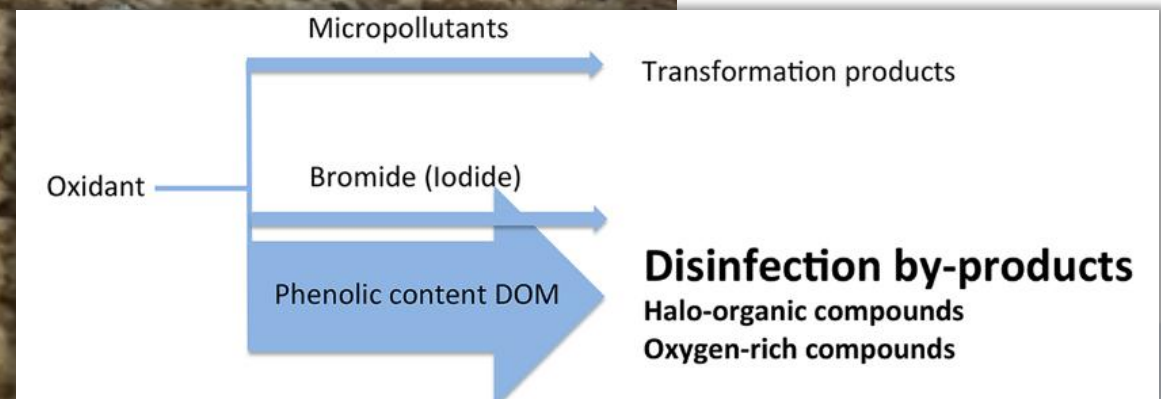 Micropollutants
Transformation products
Oxidant
Bromide (Iodide)
Phenolic content DOM
Disinfection by-products
Halo-organic compounds
Oxygen-rich compounds